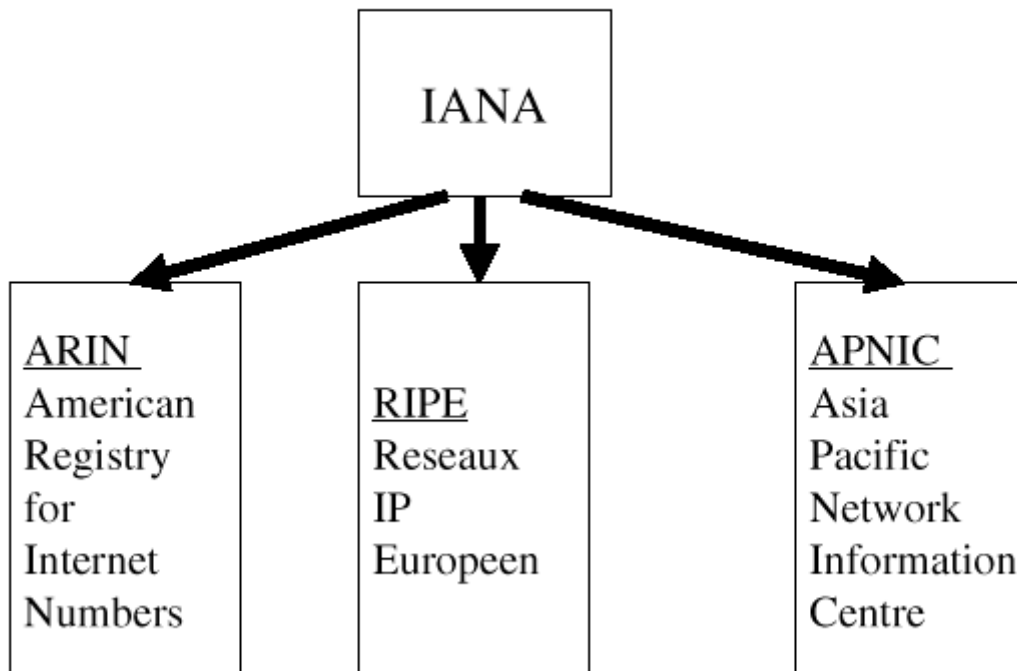 IANA
ARIN
American
Registry
for
Internet
Numbers
RIPE
Reseaux
IP
Europeen
APNIC
Asia
Pacific
Network
Information
Centre